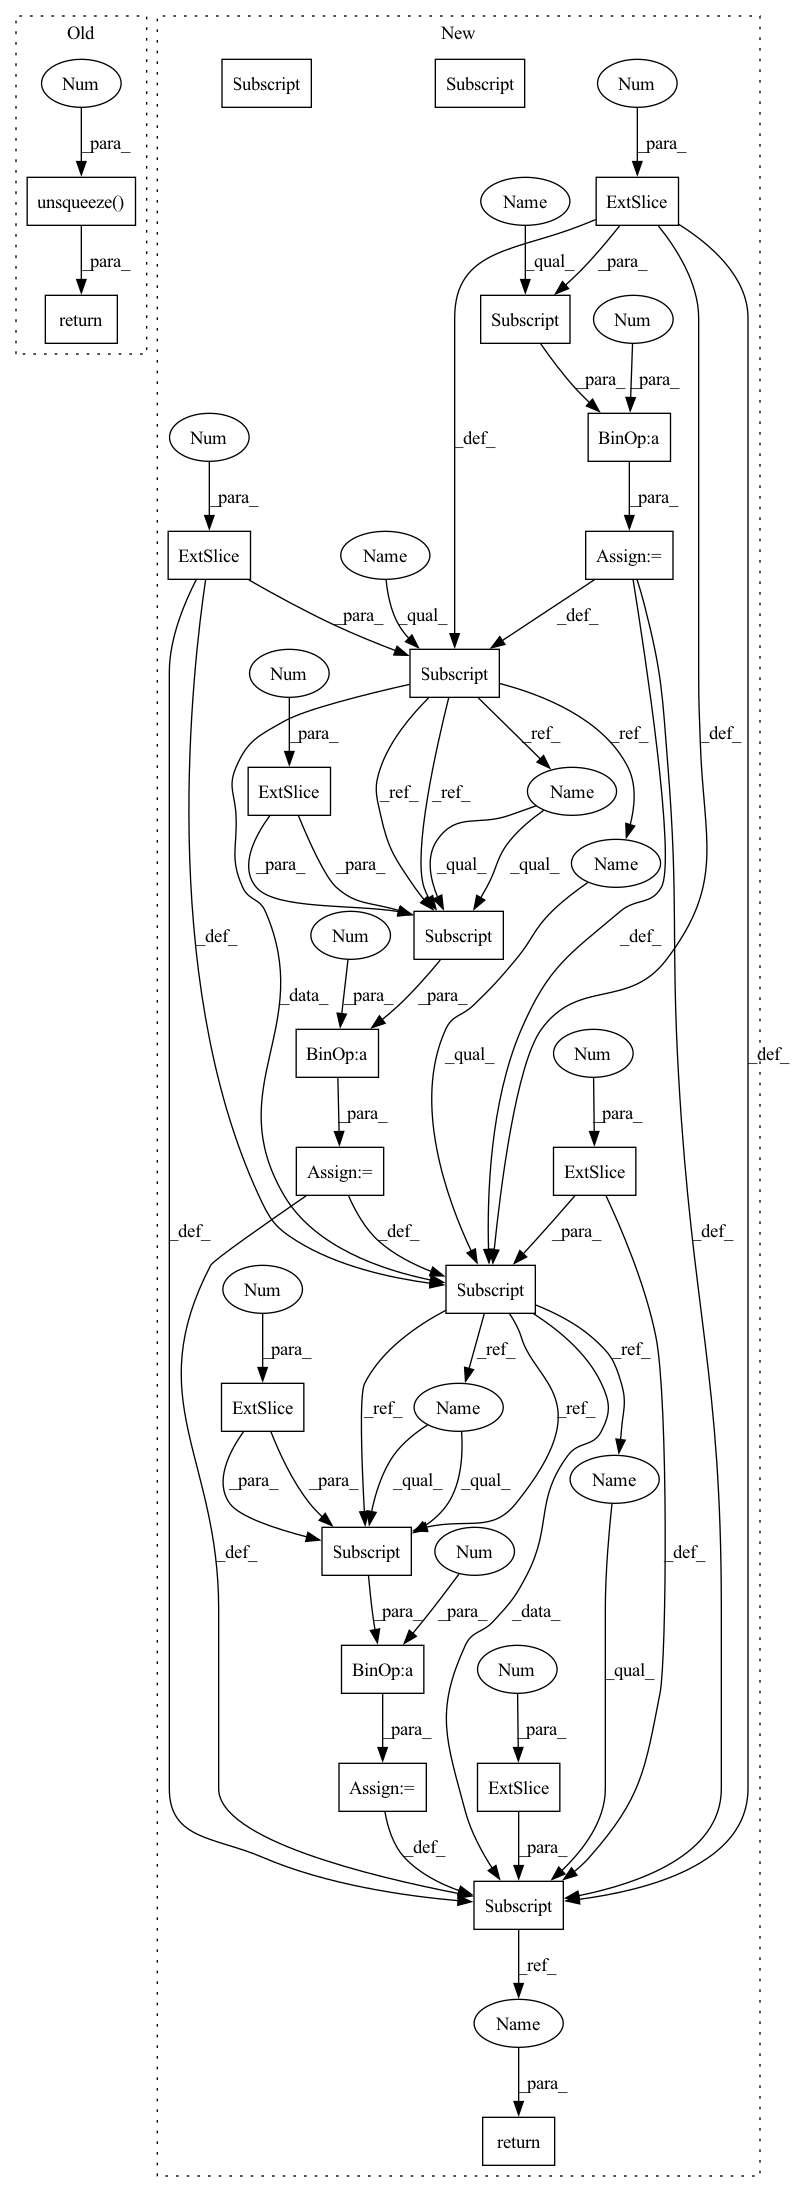 Old
New
Num
Subscript
Subscript
Num
_para_
_para_
unsqueeze()
Name
ExtSlice
_para_
_qual_
_para_
return
Subscript
Num
_para_
_para_
Num
_def_
BinOp:a
_para_
_para_
ExtSlice
Name
Assign:=
_para_
_qual_
_def_
Num
Subscript
_para_
_ref_
_ref_
_def_
ExtSlice
_ref_
_ref_
Name
Name
_para_
_para_
_qual_
_qual_
Num
Subscript
_def_
_data_
_def_
_para_
_para_
BinOp:a
_qual_
Num
_def_
_para_
_para_
Assign:=
ExtSlice
_def_
_def_
_para_
_def_
Num
Subscript
_para_
_ref_
_ref_
ExtSlice
_ref_
Name
_ref_
_para_
_para_
_qual_
_qual_
Name
Subscript
Num
_def_
_def_
_para_
_para_
_data_
BinOp:a
Num
_qual_
_para_
_para_
Assign:=
ExtSlice
_def_
_para_
Subscript
_ref_
Name
_para_
return